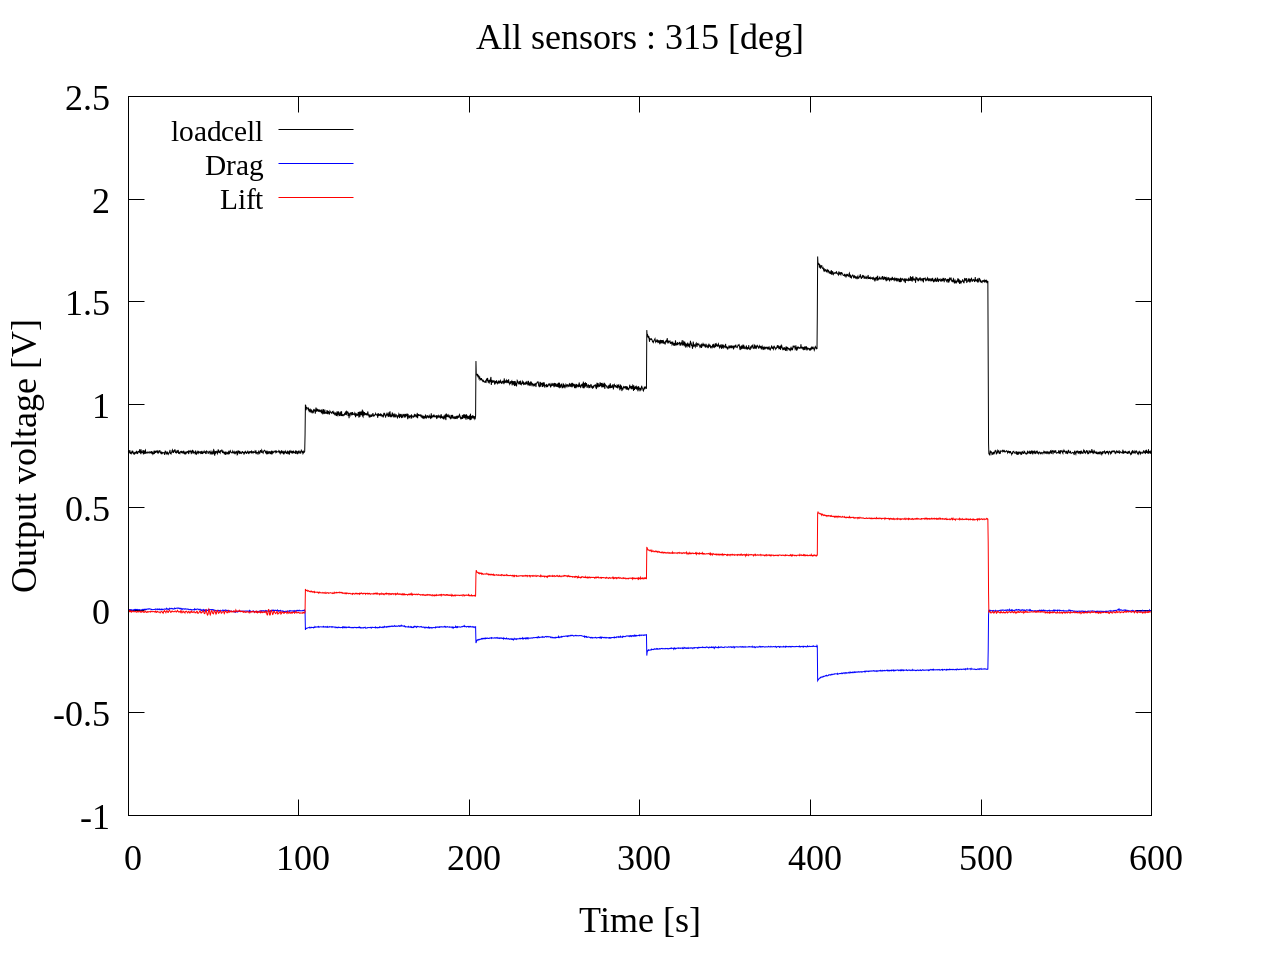 All sensors : 315 [deg]
2.5
2
1.5
1
0.5
0
-0.5
-1
loadcell
Drag
Lift
Output voltage [V]
0 100 200 300 400 500 600
Time [s]